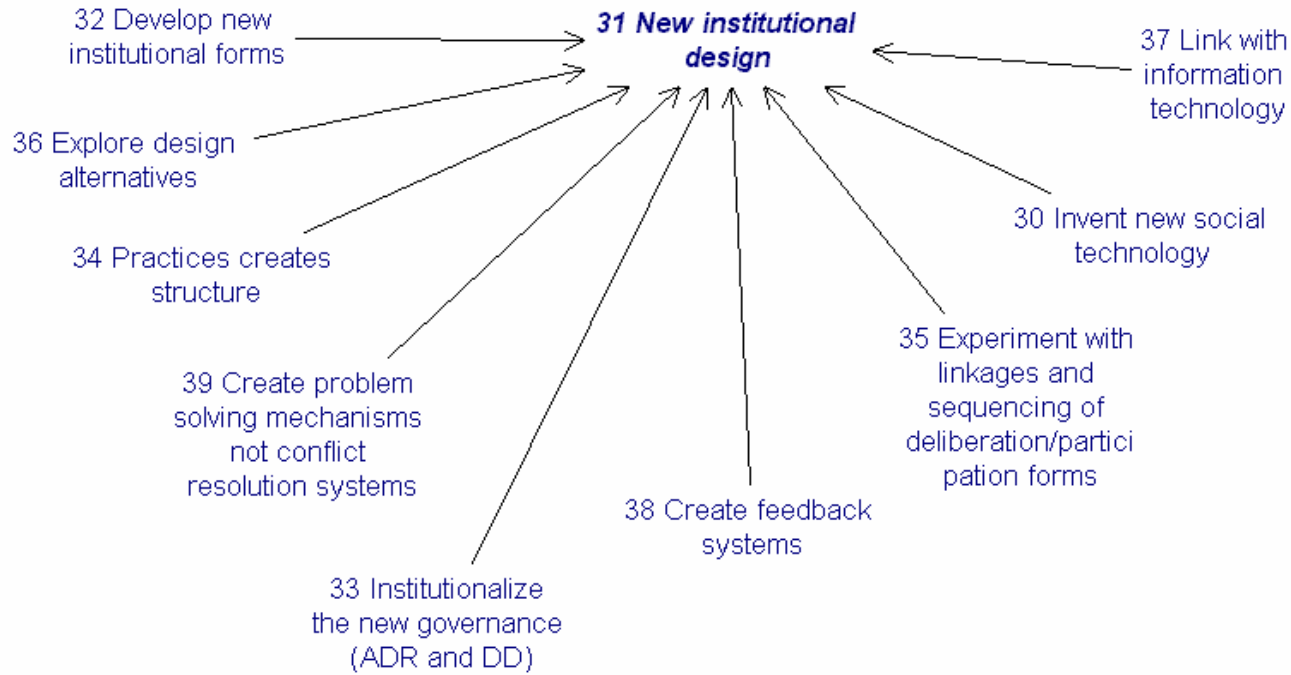 32 Develop new
institutional forms
31 New institutional
design
37 Link with
information
technology
36 Explore design
alternatives
30 Invent new social
technology
34 Practices creates
structure
35 Experiment with
linkages and
sequencing of
deliberation/partici
pation forms
39 Create problem
solving mechanisms
not conflict
resolution systems
38 Create feedback
systems
33 Institutionalize
the new governance
(ADR and DD)